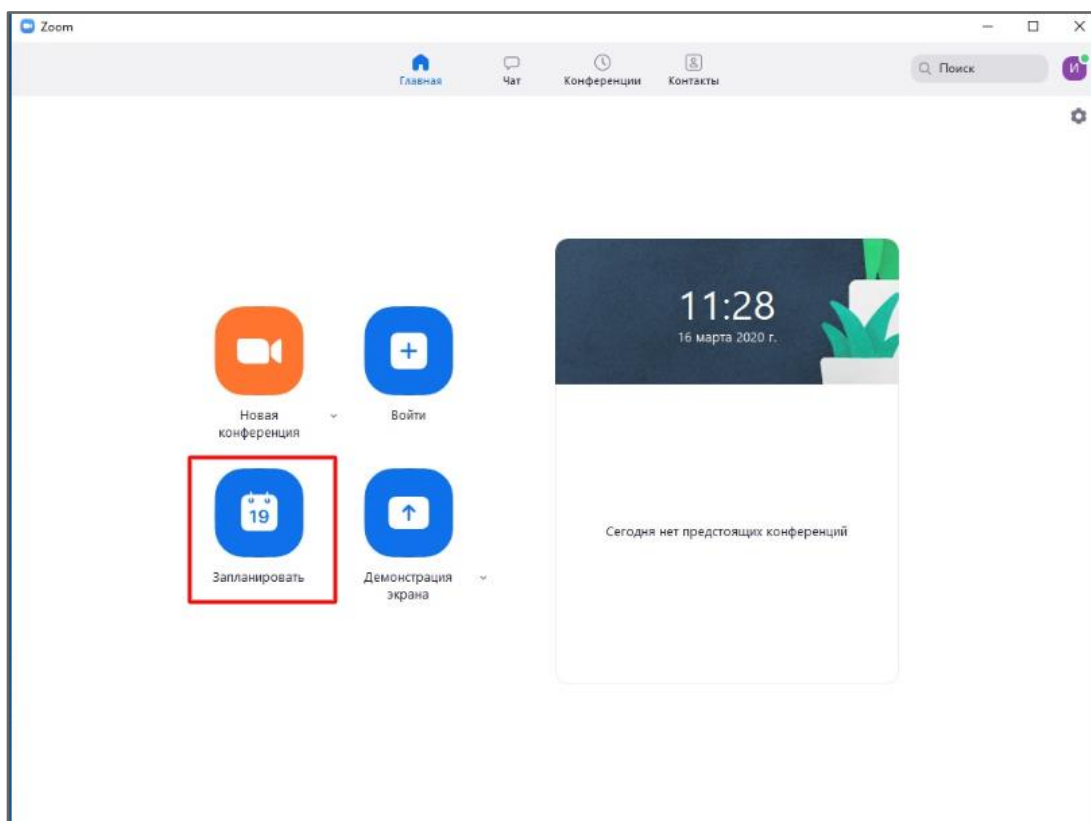 Zoom
Главная
Чат
Конференции
Контакты
Поиск
И
11:28
16 марта 2020 г.
Новая
конференция
Войти
19
Запланировать
Демонстрация
экрана
Сегодня нет предстоящих конференций